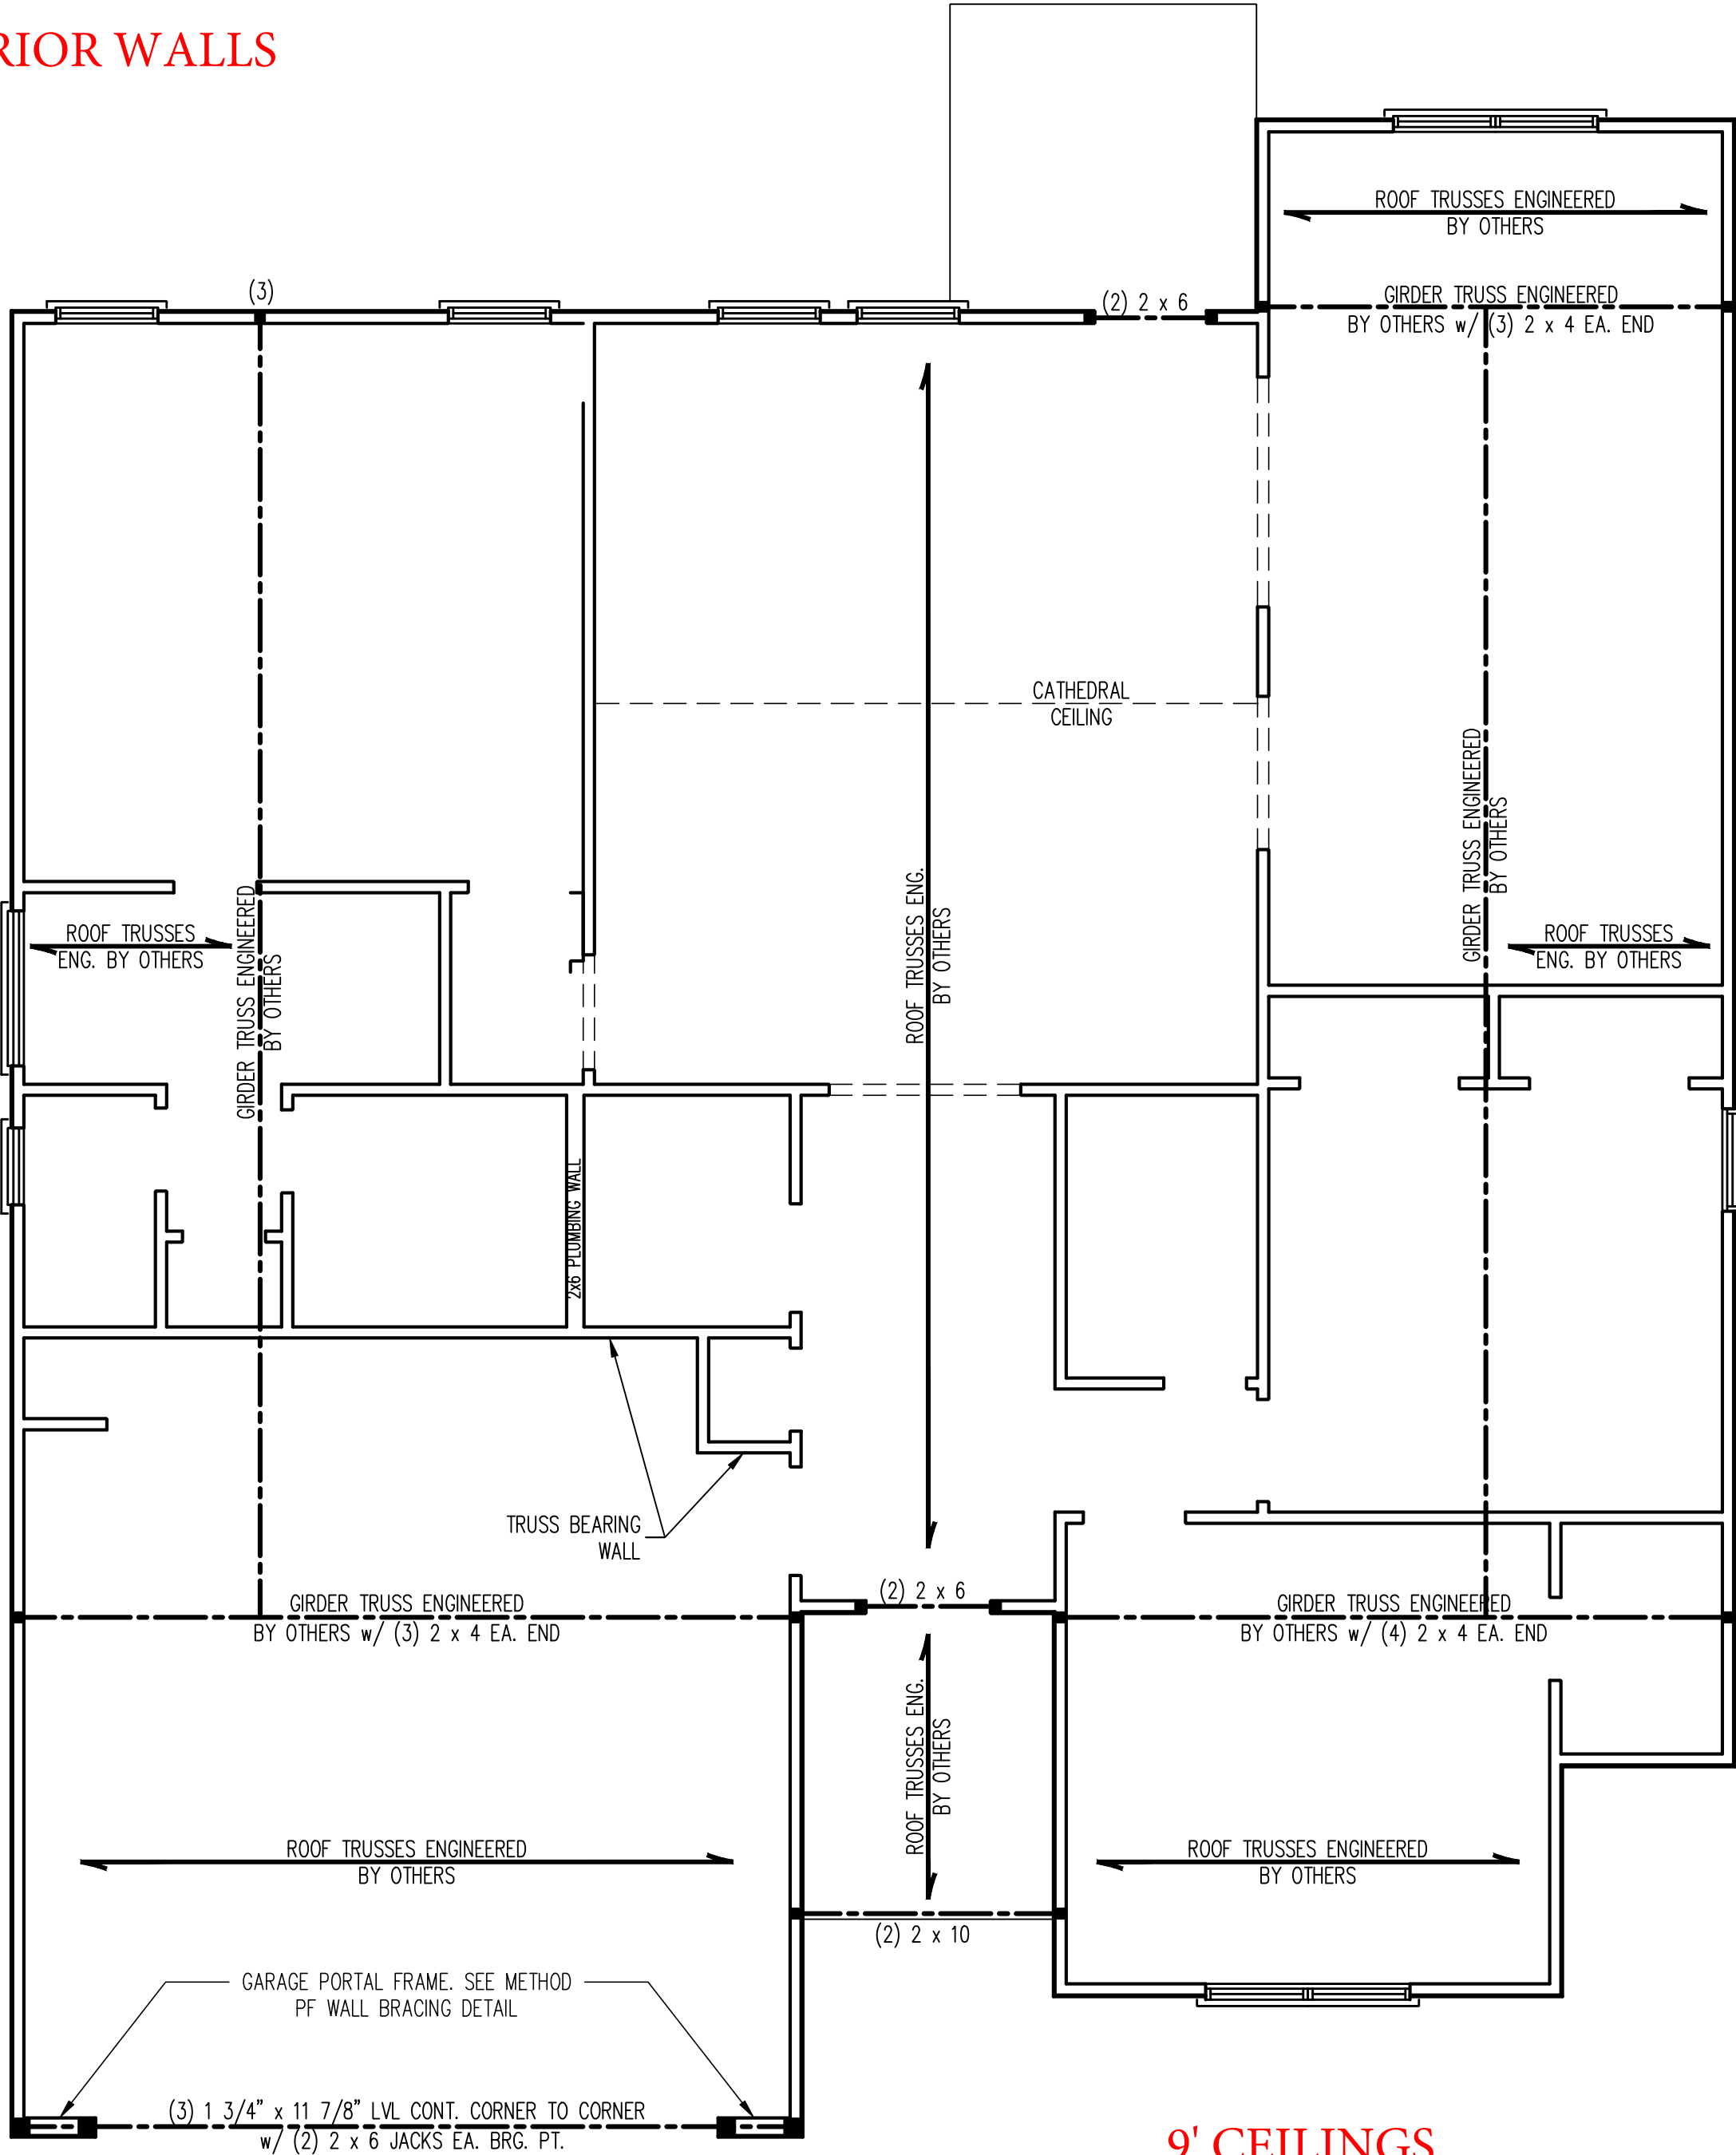 RIOR WALLS
ROOF TRUSSES ENGINEERED
BY OTHERS
(3)
(2) 2 x 6
GIRDER TRUSS ENGINEERED
BY OTHERS w/ (3) 2 x 4 EA. END
CATHEDRAL
CEILING
GIRDER TRUSS ENGINEERED
BY OTHERS
ROOF TRUSSES ENG.
BY OTHERS
ROOF TRUSSES
ENG. BY OTHERS
GIRDER TRUSS ENGINEERED
BY OTHERS
ROOF TRUSSES
ENG. BY OTHERS
2x6 PLUMBING WALL
TRUSS BEARING
WALL
GIRDER TRUSS ENGINEERED
BY OTHERS w/ (3) 2 x 4 EA. END
(2) 2 x 6
GIRDER TRUSS ENGINEERED
BY OTHERS w/ (4) 2 x 4 EA. END
ROOF TRUSSES ENG.
BY OTHERS
ROOF TRUSSES ENGINEERED
BY OTHERS
ROOF TRUSSES ENGINEERED
BY OTHERS
(2) 2 x 10
GARAGE PORTAL FRAME. SEE METHOD
PF WALL BRACING DETAIL
(3) 1 3/4" x 11 7/8" LVL CONT. CORNER TO CORNER
w/ (2) 2 x 6 JACKS EA. BRG. PT.
9' CEILINGS